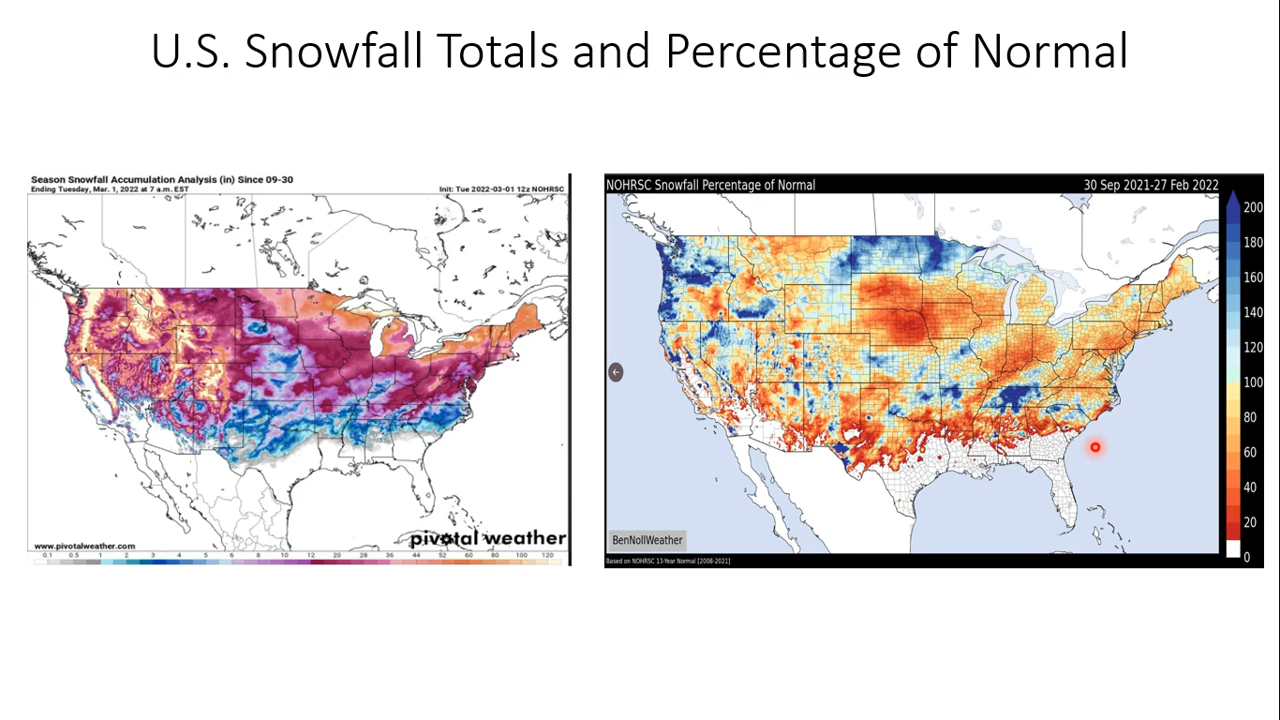 U.S. Snowfall Totals and Percentage of Normal
Season Snowfall Accumulation Analysis (in) Since 09-30
Ending Tuesday, Mar. 1, 2022 at 7 a.m. EST
Init: Tue 2022-03-01 12z NOHRSC
www.pivotalweather.com
pivotal weather
0.1 0.5 1 2 3 4 5 6 8 10 12 20 28 36 44 52 60 80 100 120
NOHRSC Snowfall Percentage of Normal
30 Sep 2021-27 Feb 2022
200
180
160
140
120
100
80
60
40
20
0
BenNollWeather
Based on NOHRSC 13-Year Normal [2008-2021]